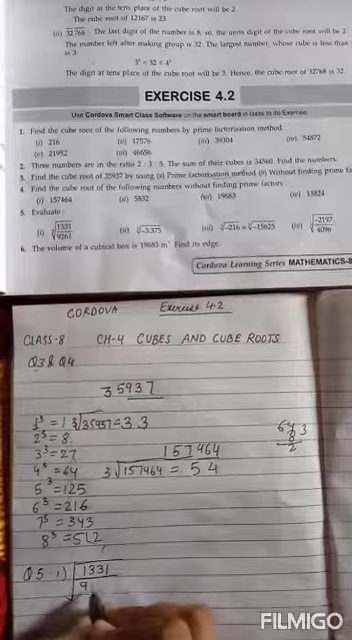 The digit at the tens place of the cube root will be 2.
The cube root of 12167 is 23.
(ii) 32768. The last digit of the number is 8, so, the units digit of the cube root will be 2
The number left after making group is 32. The largest number, whose cube is less than
is 3.
3³ < 32 < 4³
The digit at tens place of the cube root will be 3. Hence, the cube root of 32768 is 32.
EXERCISE 4.2
Use Cordova Smart Class Software on the smart board in class to do Exercise
1. Find the cube root of the following numbers by prime factorisation method
(i) 216 (ii) 17576 (iii) 39304 (iv) 54872
(v) 21952 (vi) 46656
2. Three numbers are in the ratio 2 : 3 : 5. The sum of their cubes is 34560. Find the numbers.
3. Find the cube root of 35937 by using (a) Prime factorisation method (b) Without finding prime fa
4. Find the cube root of the following numbers without finding prime factors
(i) 157464 (ii) 5832 (iii) 19683 (iv) 13824
5. Evaluate :
(i) ∛1331/9261 (ii) ∛-3.375 (iii) ∛-216 × ∛-15625 (iv) ∛-2197/4096
6. The volume of a cubical box is 19683 m³. Find its edge.
Cordova Learning Series MATHEMATICS-8
CORDOVA Exercise 4.2
CLASS-8 CH-4 CUBES AND CUBE ROOTS
Q3 & Q4
35937
1³ = 1 3√35937 = 33
2³ = 8
3³ = 27 157464
4³ = 64 3√157464 = 54
5³ = 125
6³ = 216
7³ = 343
8³ = 512
Q5. i) √1331
9
FILMIGO